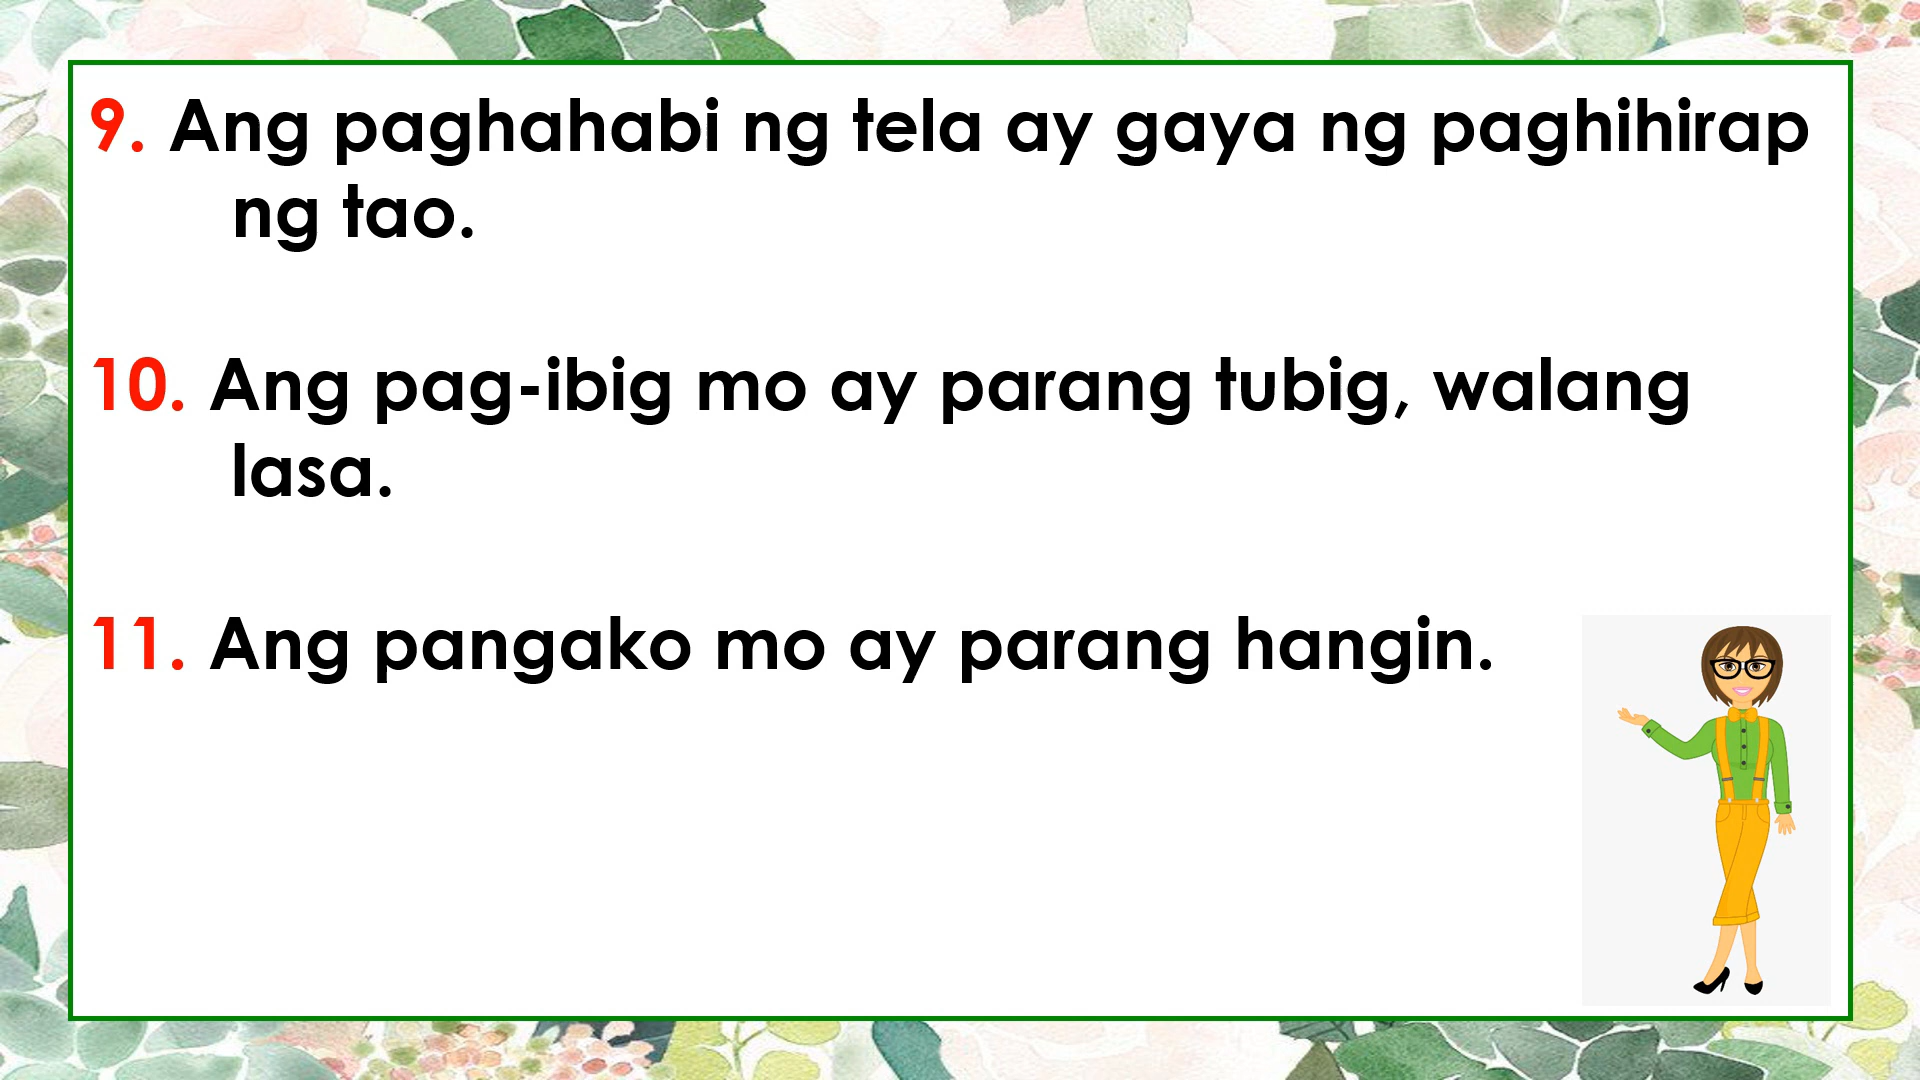 9. Ang paghahabi ng tela ay gaya ng paghihirap
ng tao.
10. Ang pag-ibig mo ay parang tubig, walang
lasa.
11. Ang pangako mo ay parang hangin.